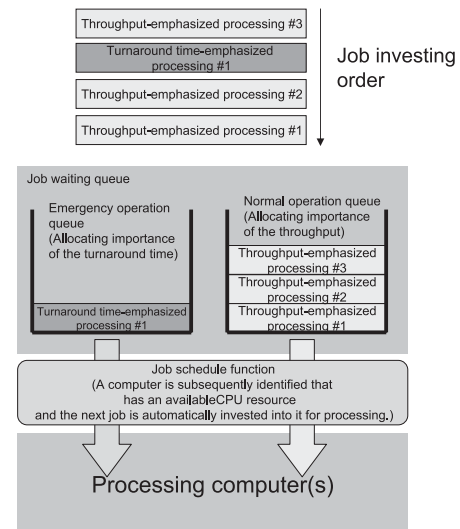 Throughput-emphasized processing #3
Turnaround time-emphasized
processing #1
Throughput-emphasized processing #2
Throughput-emphasized processing #1
Job investing
order
Job waiting queue
Emergency operation
queue
(Allocating importance
of the turnaround time)
Turnaround time-emphasized
processing #1
Normal operation queue
(Allocating importance
of the throughput)
Throughput-emphasized
processing #3
Throughput-emphasized
processing #2
Throughput-emphasized
processing #1
Job schedule function
(A computer is subsequently identified that
has an availableCPU resource
and the next job is automatically invested into it for processing.)
Processing computer(s)